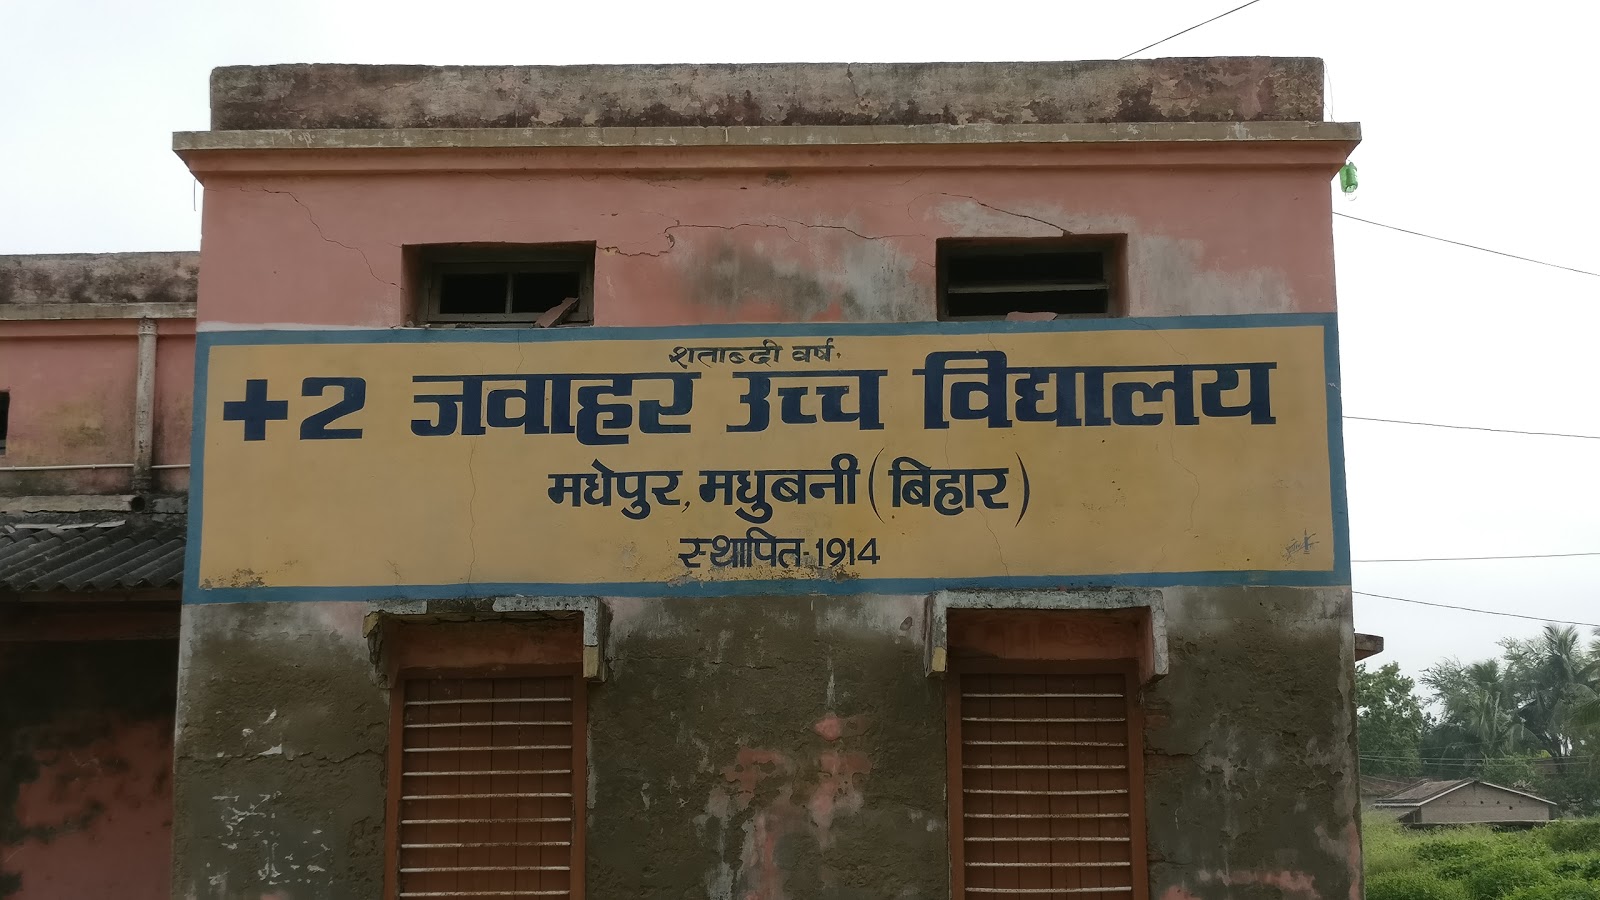 शताब्दी वर्ष
+2 जवाहर उच्च विद्यालय
मधेपुर, मधुबनी (बिहार)
स्थापित-1914